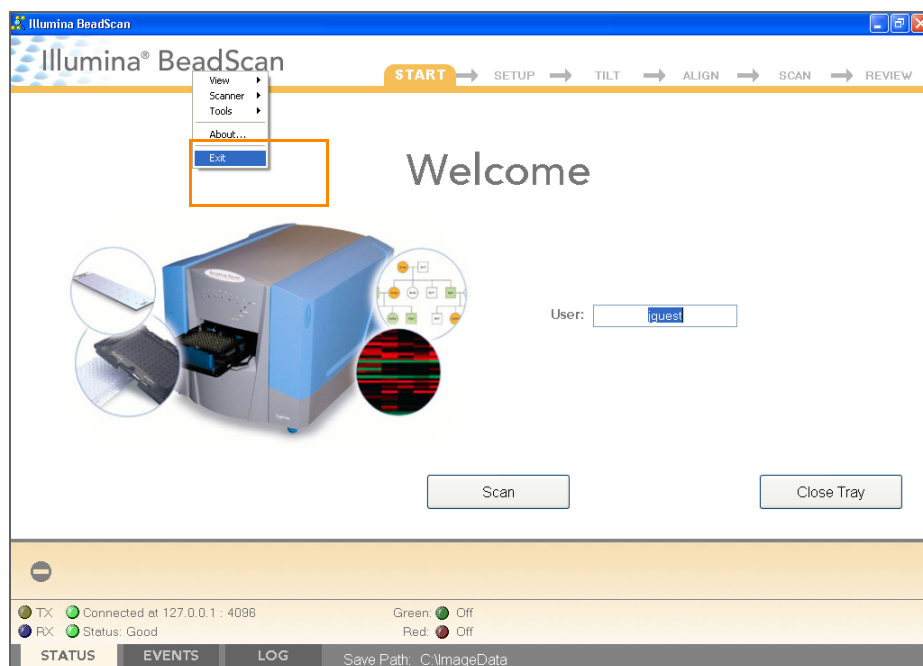 Illumina BeadScan
Illumina® BeadScan
START SETUP TILT ALIGN SCAN REVIEW
View
Scanner
Tools
About...
Exit
Welcome
User: jquest
Scan Close Tray
TX Connected at 127.0.0.1 : 4096 Green: Off
RX Status: Good Red: Off
STATUS EVENTS LOG Save Path: C:\ImageData